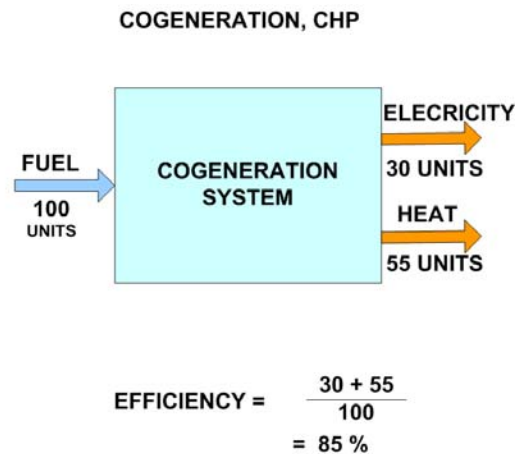 COGENERATION, CHP
ELECRICITY
30 UNITS
FUEL
100
UNITS
COGENERATION
SYSTEM
HEAT
55 UNITS
EFFICIENCY =
30 + 55
100
= 85 %